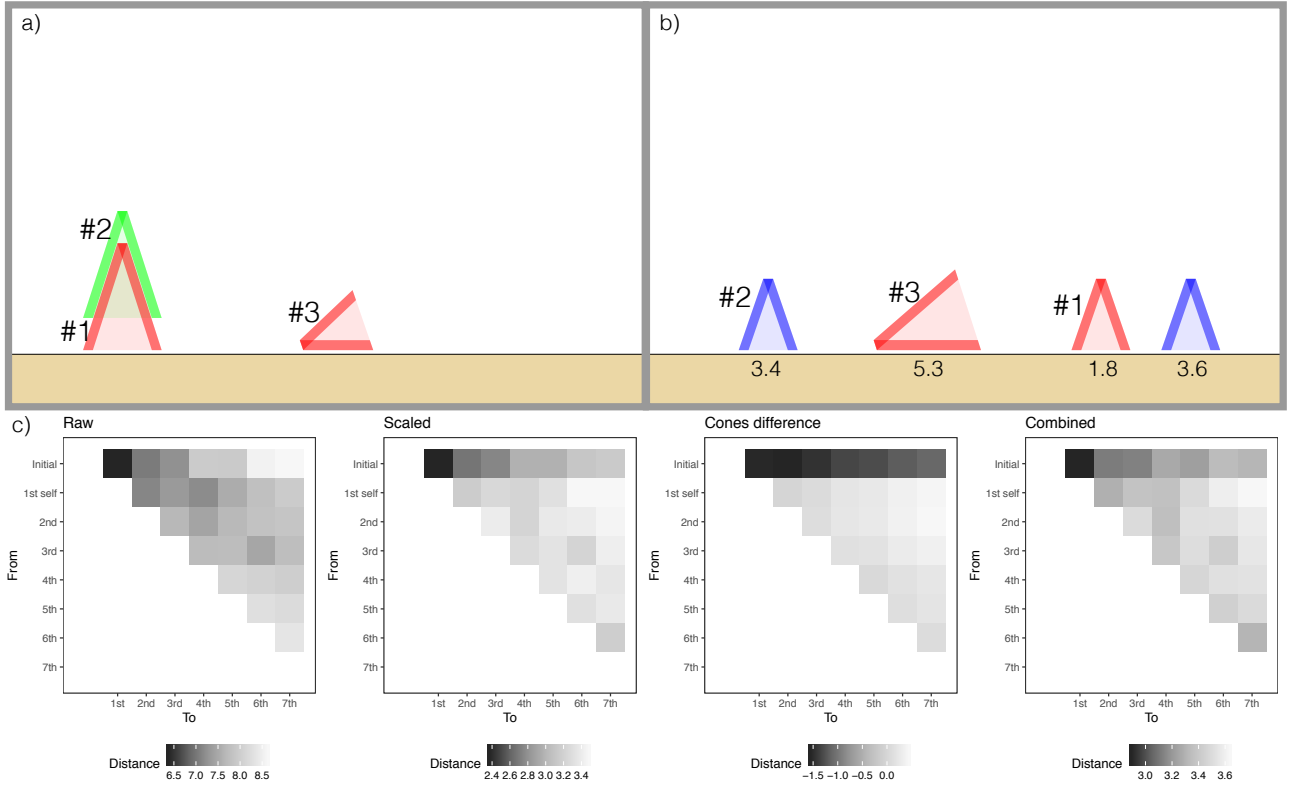 a)
#2
#1
#3
b)
#2
#3
#1
3.4 5.3 1.8 3.6
c)
Raw
Initial
1st self
2nd
3rd
4th
5th
6th
7th
From
1st 2nd 3rd 4th 5th 6th 7th
To
Distance
6.5 7.0 7.5 8.0 8.5
Scaled
Initial
1st self
2nd
3rd
4th
5th
6th
7th
From
1st 2nd 3rd 4th 5th 6th 7th
To
Distance
2.4 2.6 2.8 3.0 3.2 3.4
Cones difference
Initial
1st self
2nd
3rd
4th
5th
6th
7th
From
1st 2nd 3rd 4th 5th 6th 7th
To
Distance
−1.5 −1.0 −0.5 0.0
Combined
Initial
1st self
2nd
3rd
4th
5th
6th
7th
From
1st 2nd 3rd 4th 5th 6th 7th
To
Distance
3.0 3.2 3.4 3.6